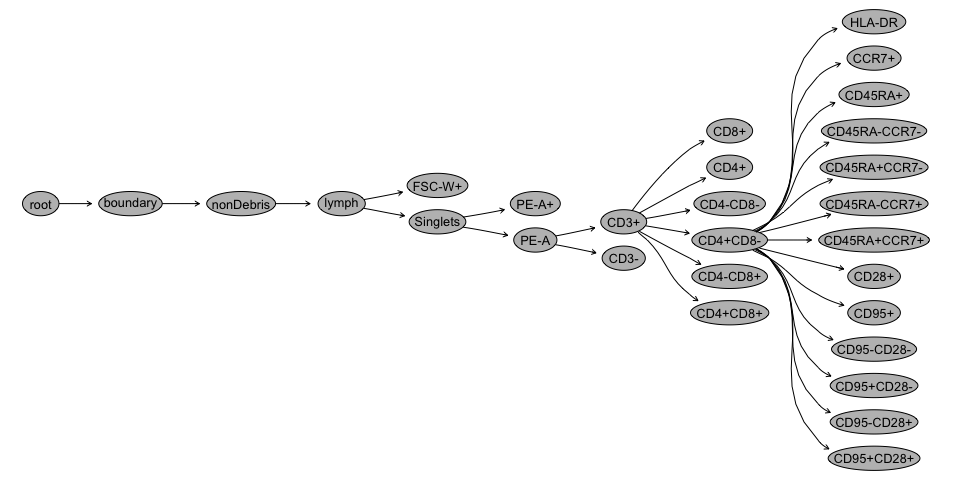 root
boundary
nonDebris
lymph
FSC-W+
Singlets
PE-A+
PE-A
CD3+
CD3-
CD8+
CD4+
CD4-CD8-
CD4+CD8-
CD4-CD8+
CD4+CD8+
HLA-DR
CCR7+
CD45RA+
CD45RA-CCR7-
CD45RA+CCR7-
CD45RA-CCR7+
CD45RA+CCR7+
CD28+
CD95+
CD95-CD28-
CD95+CD28-
CD95-CD28+
CD95+CD28+